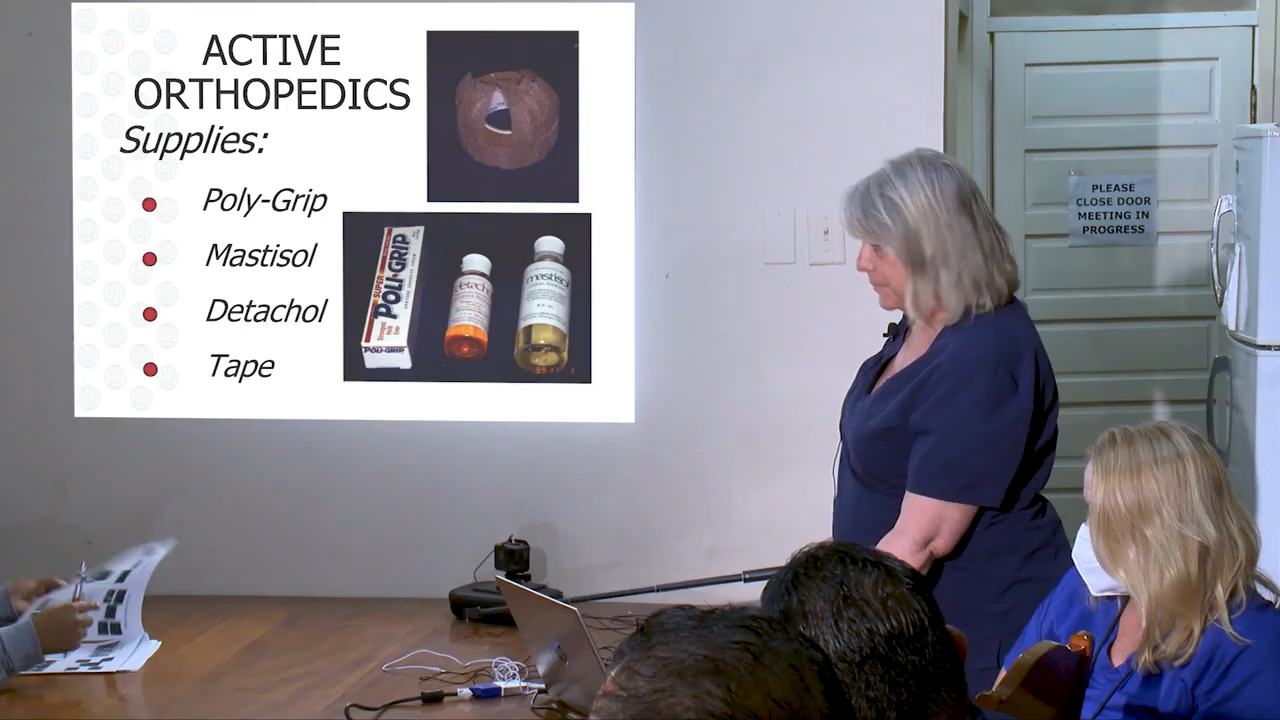 ACTIVE
ORTHOPEDICS
Supplies:
Poly-Grip
Mastisol
Detachol
Tape
SUPER
POLI-GRIP
POLI-GRIP
detach
mastisol
PLEASE
CLOSE DOOR
MEETING IN
PROGRESS